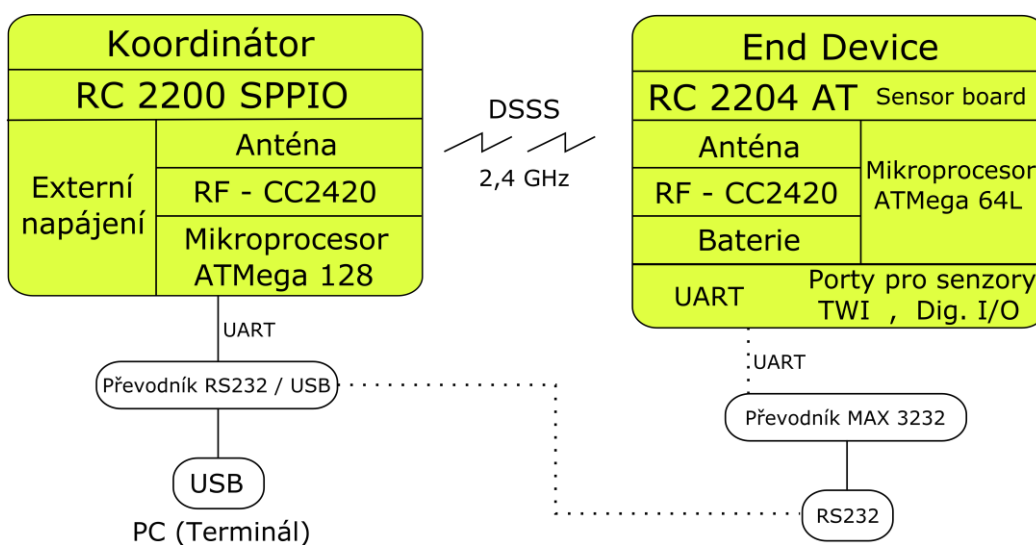 Koordinátor
RC 2200 SPPIO
Externí
napájení
Anténa
RF - CC2420
Mikroprocesor
ATMega 128
DSSS
2,4 GHz
End Device
RC 2204 AT Sensor board
Anténa
RF - CC2420
Baterie
Mikroprocesor
ATMega 64L
UART
Porty pro senzory
TWI , Dig. I/O
UART
Převodník RS232 / USB
USB
PC (Terminál)
UART
Převodník MAX 3232
RS232